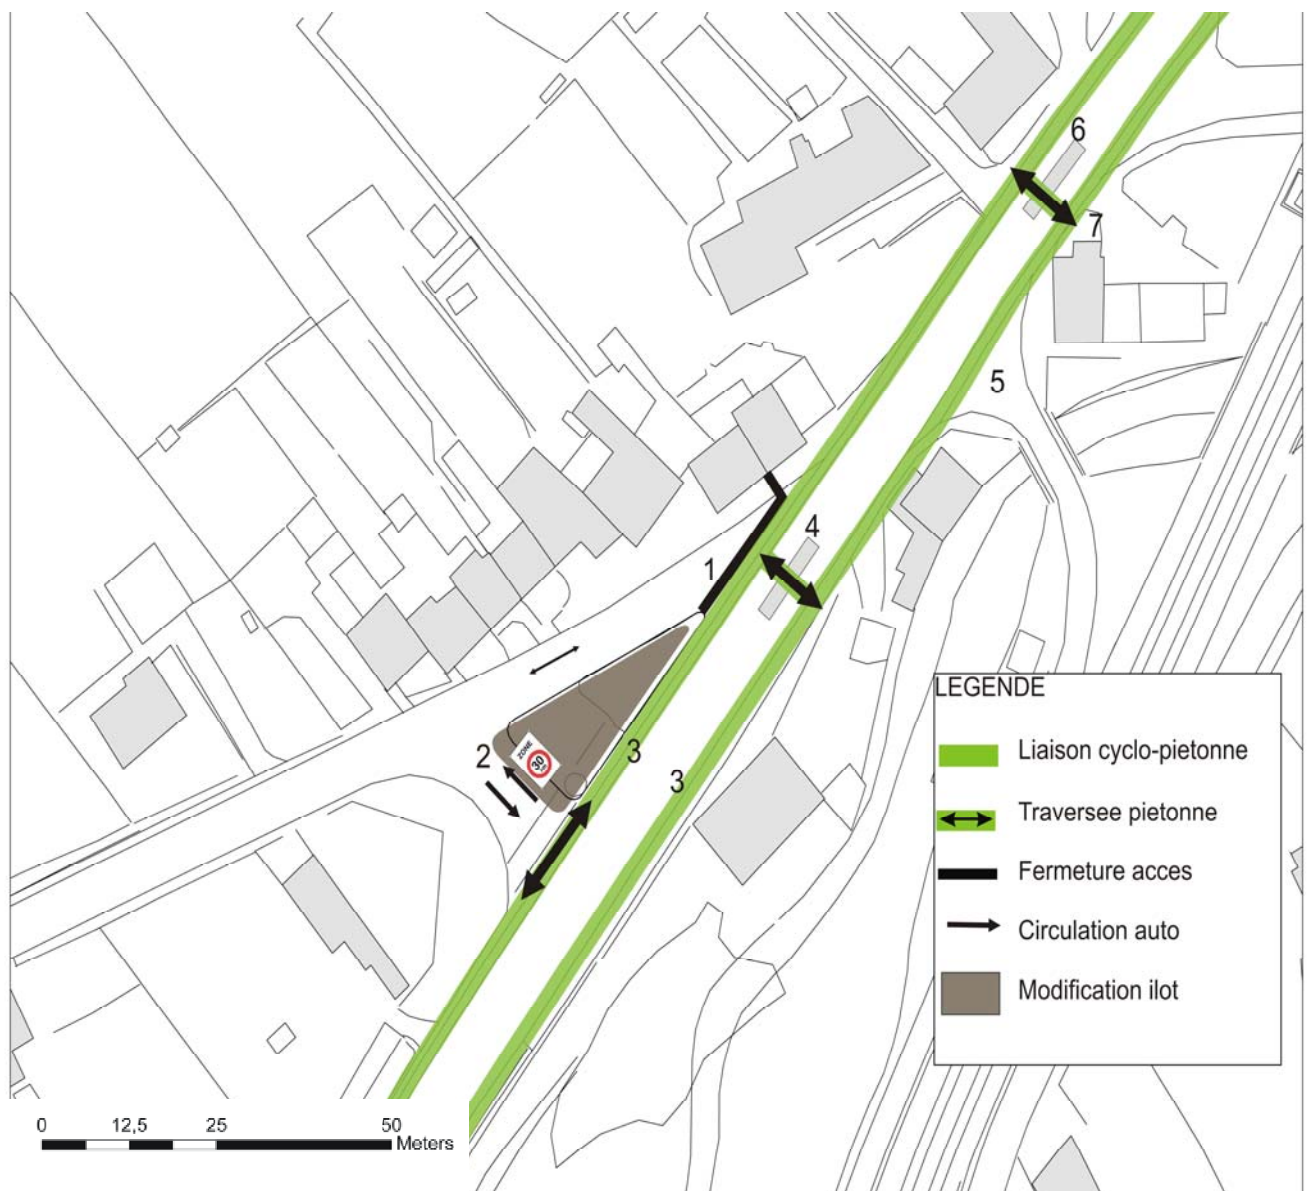 6
7
5
4
1
2
ZONE
30
3
3
LEGENDE
Liaison cyclo-pietonne
Traversee pietonne
Fermeture acces
Circulation auto
Modification ilot
0 12,5 25 50
Meters